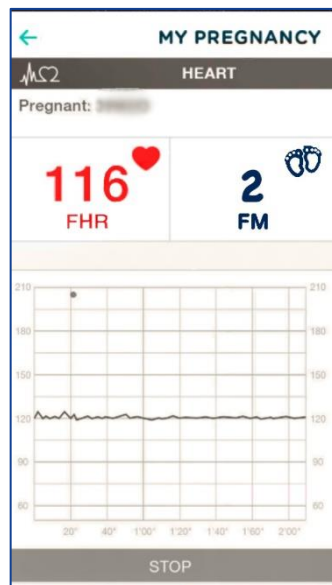 MY PREGNANCY
HEART
Pregnant:
116
FHR
2
FM
210 210
180 180
150 150
120 120
90 90
60 60
20" 40" 1'00" 1'20" 1'40" 1'60" 2'00"
STOP